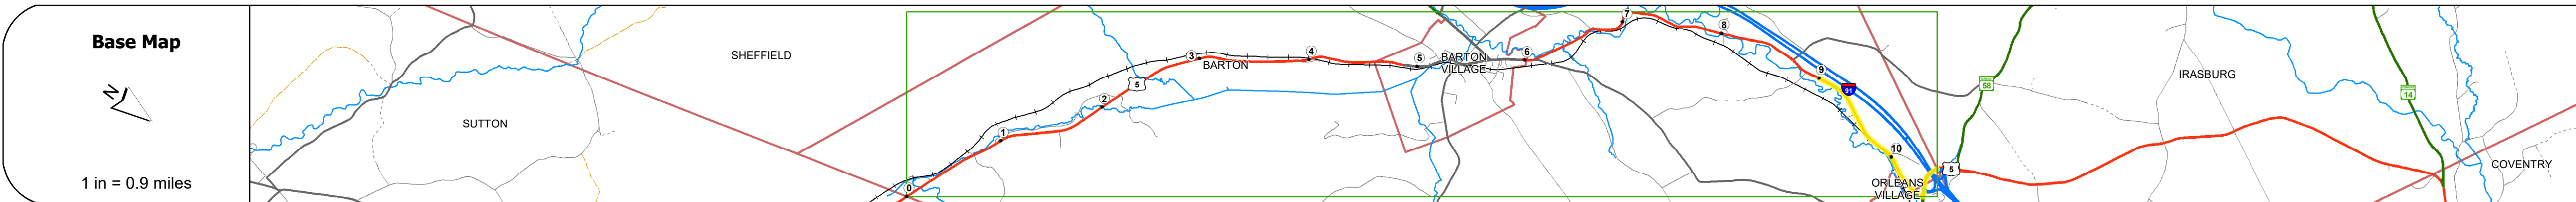 Base Map
N
1 in = 0.9 miles
SUTTON
SHEFFIELD
0
1
2
5
3
BARTON
4
5
BARTON
VILLAGE
6
7
8
9
91
10
ORLEANS
VILLAGE
5
58
IRASBURG
14
COVENTRY